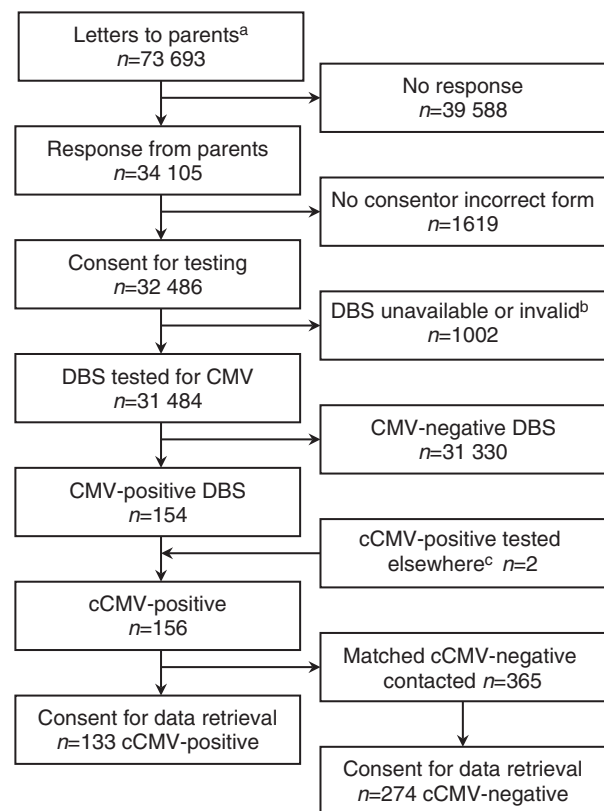 Letters to parentsᵃ
n=73 693
No response
n=39 588
Response from parents
n=34 105
No consentor incorrect form
n=1619
Consent for testing
n=32 486
DBS unavailable or invalidᵇ
n=1002
DBS tested for CMV
n=31 484
CMV-negative DBS
n=31 330
CMV-positive DBS
n=154
cCMV-positive tested
elsewhereᶜ n=2
cCMV-positive
n=156
Matched cCMV-negative
contacted n=365
Consent for data retrieval
n=133 cCMV-positive
Consent for data retrieval
n=274 cCMV-negative